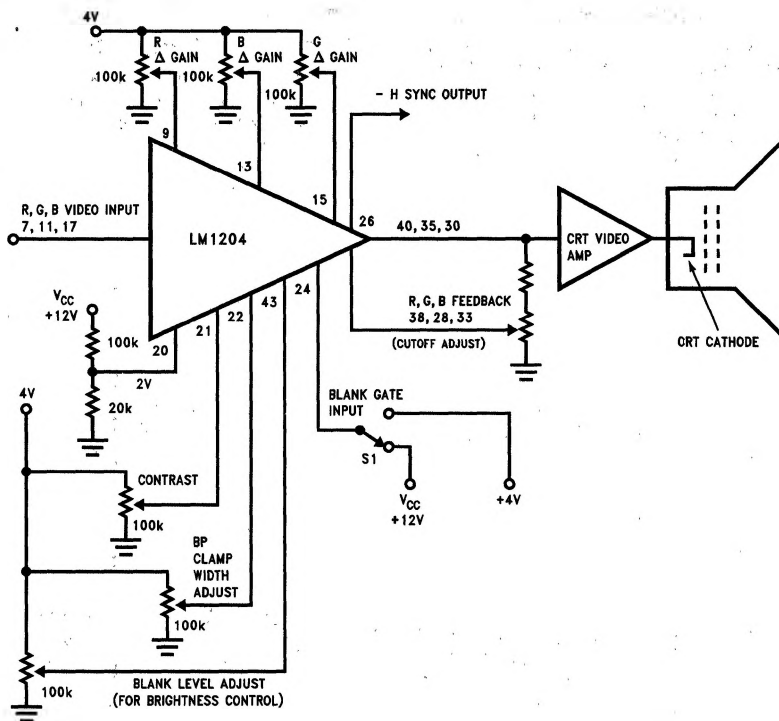 4V
R
Δ GAIN
100k
B
Δ GAIN
100k
G
Δ GAIN
100k
– H SYNC OUTPUT
9
13
15
26
R, G, B VIDEO INPUT
7, 11, 17
LM1204
40, 35, 30
CRT VIDEO
AMP
CRT CATHODE
R, G, B FEEDBACK
38, 28, 33
(CUTOFF ADJUST)
24
43
22
21
20
VCC
+12V
100k
2V
20k
4V
BLANK GATE
INPUT
S1
VCC
+12V
+4V
CONTRAST
100k
BP
CLAMP
WIDTH
ADJUST
100k
100k
BLANK LEVEL ADJUST
(FOR BRIGHTNESS CONTROL)